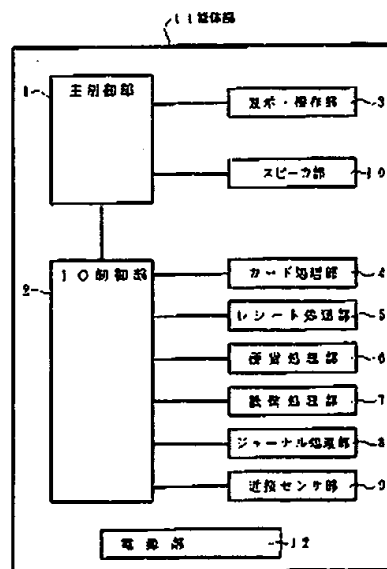 11 筐体部
1
主制御部
表示・操作部 3
スピーカ部 10
2
IO制御部
カード処理部 4
レシート処理部 5
硬貨処理部 6
紙幣処理部 7
ジャーナル処理部 8
近接センサ部 9
電源部 12